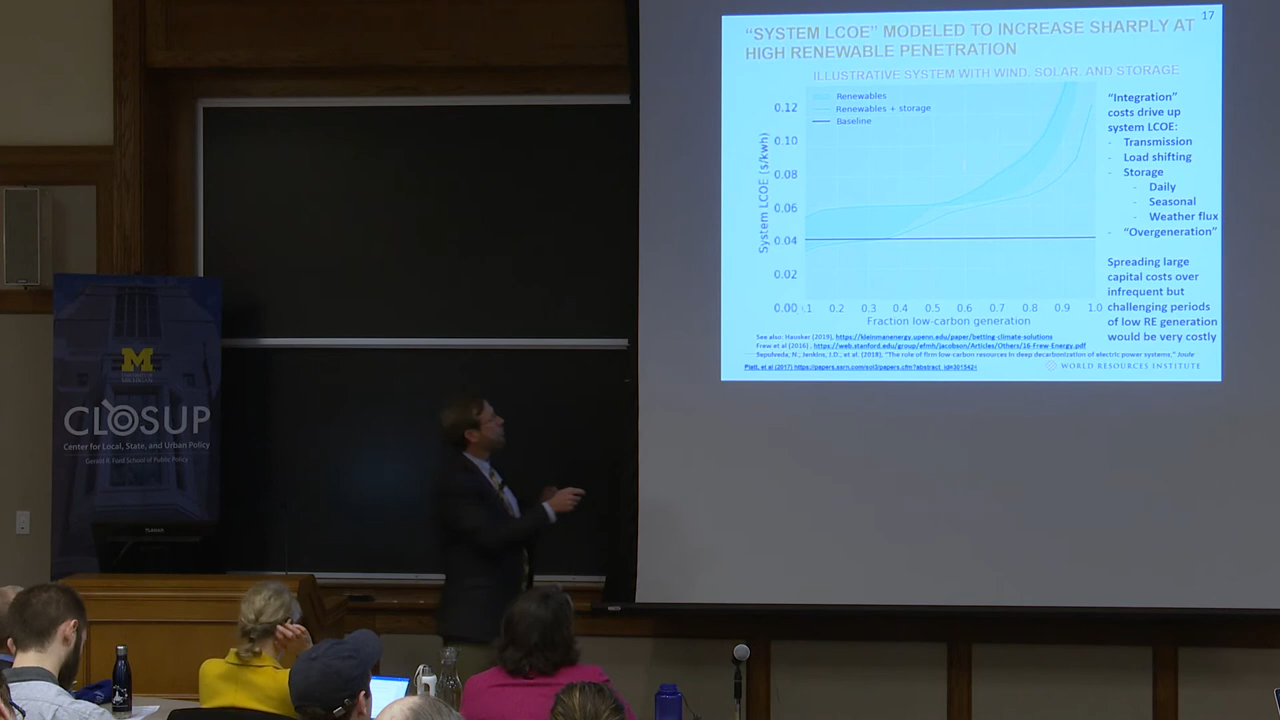 17
"SYSTEM LCOE" MODELED TO INCREASE SHARPLY AT
HIGH RENEWABLE PENETRATION
ILLUSTRATIVE SYSTEM WITH WIND, SOLAR, AND STORAGE
Renewables
Renewables + storage
Baseline
System LCOE ($/kwh)
0.12
0.10
0.08
0.06
0.04
0.02
0.00 .1 0.2 0.3 0.4 0.5 0.6 0.7 0.8 0.9 1.0
Fraction low-carbon generation
"Integration"
costs drive up
system LCOE:
- Transmission
- Load shifting
- Storage
- Daily
- Seasonal
- Weather flux
- "Overgeneration"
Spreading large
capital costs over
infrequent but
challenging periods
of low RE generation
would be very costly
See also: Hausker (2019), https://kleinmanenergy.upenn.edu/paper/betting-climate-solutions
Frew et al (2016), https://web.stanford.edu/group/efmh/jacobson/Articles/Others/16-Frew-Energy.pdf
Sepulveda, N., Jenkins, J.D., et al. (2018), "The role of firm low-carbon resources in deep decarbonization of electric power systems," Joule
Platt, et al (2017) https://papers.ssrn.com/sol3/papers.cfm?abstract_id=
WORLD RESOURCES INSTITUTE
M
UNIVERSITY OF
MICHIGAN
CLOSUP
Center for Local, State, and Urban Policy
Gerald R. Ford School of Public Policy